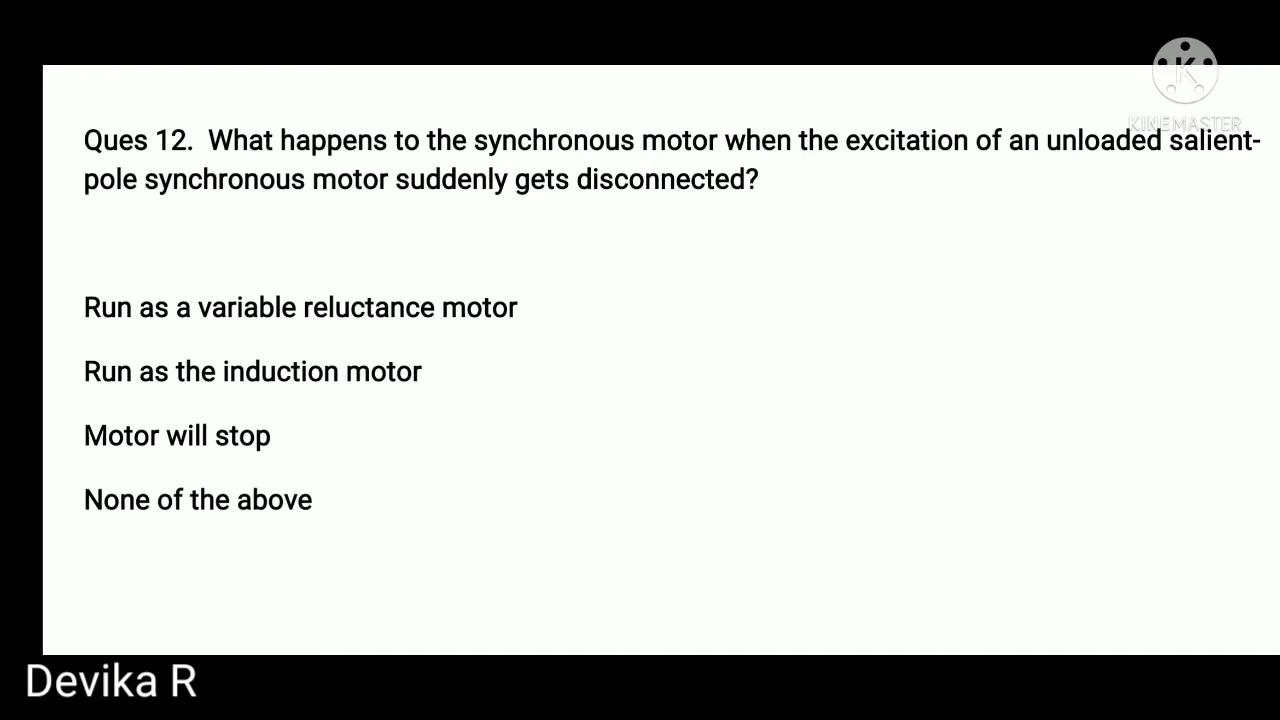 KINEMASTER
Ques 12. What happens to the synchronous motor when the excitation of an unloaded salient-
pole synchronous motor suddenly gets disconnected?
Run as a variable reluctance motor
Run as the induction motor
Motor will stop
None of the above
Devika R